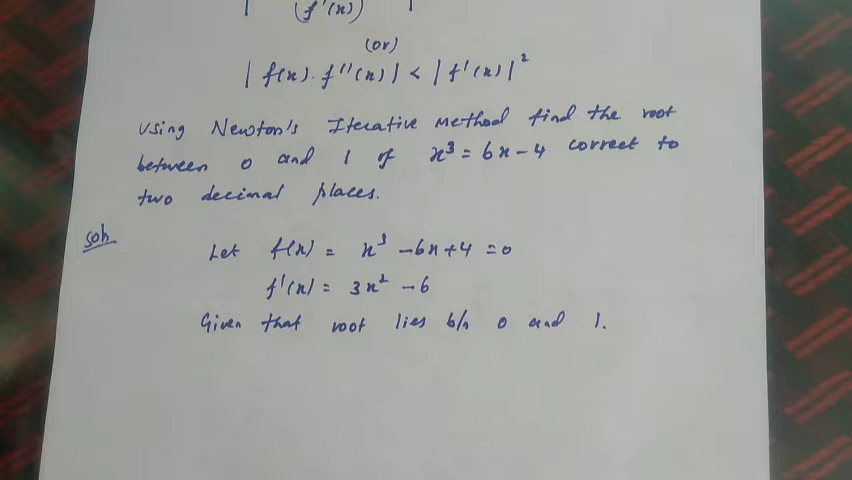 | (f'(x)) |
(or)
| f(x). f''(x) | < | f'(x) |²
Using Newton's Iterative method find the root
between 0 and 1 of x³ = 6x - 4 correct to
two decimal places.
Soln
Let f(x) = x³ - 6x + 4 = 0
f'(x) = 3x² - 6
Given that root lies b/n 0 and 1.